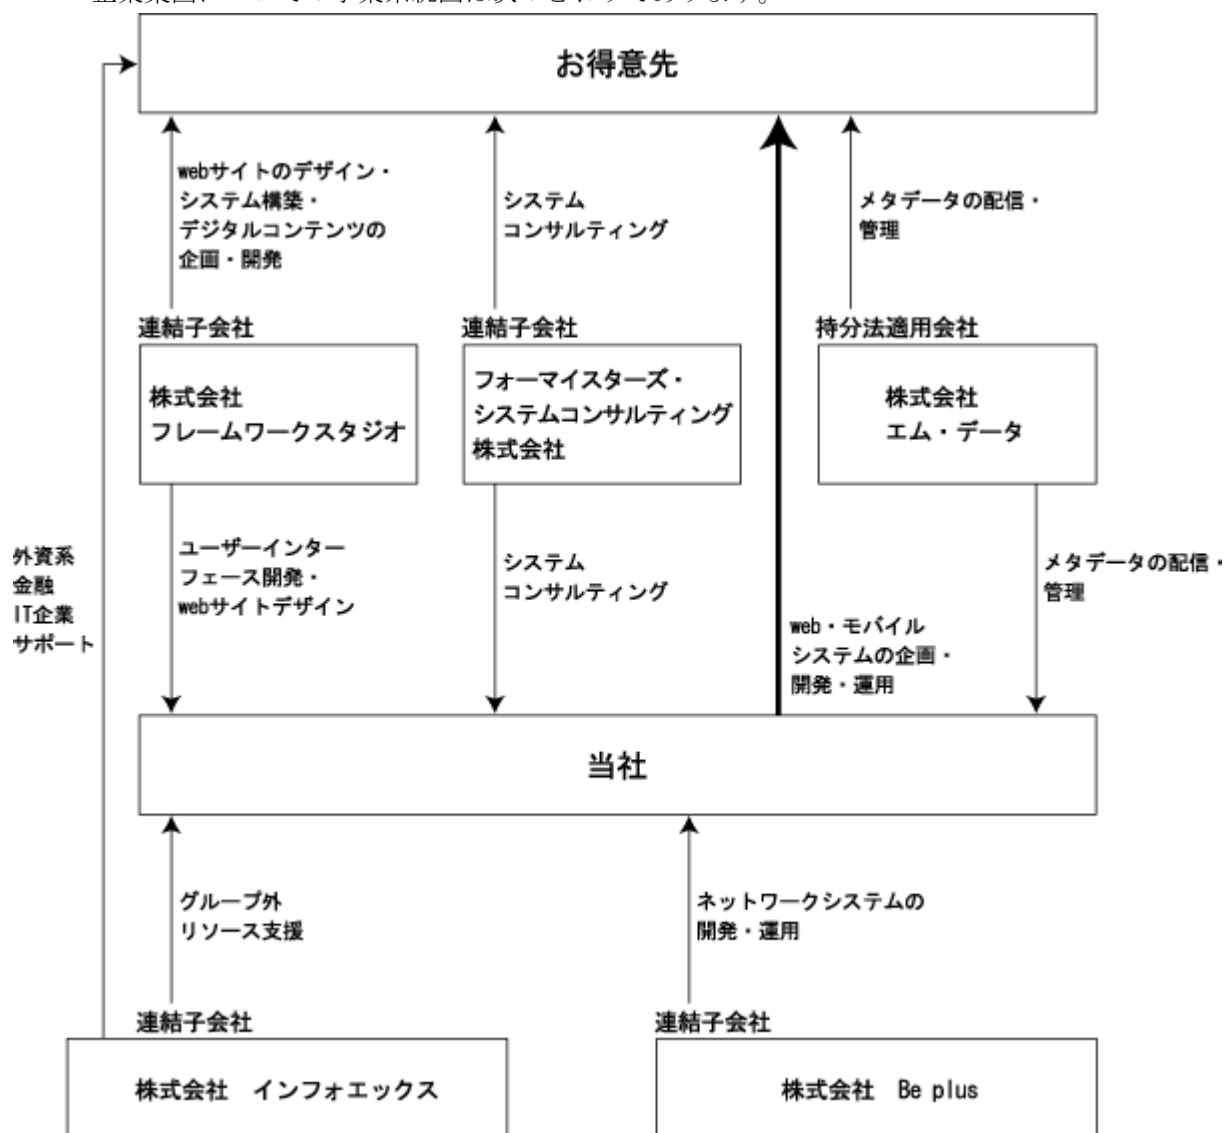 お得意先
webサイトのデザイン・
システム構築・
デジタルコンテンツの
企画・開発
システム
コンサルティング
メタデータの配信・
管理
連結子会社
株式会社
フレームワークスタジオ
連結子会社
フォーマイスターズ・
システムコンサルティング
株式会社
持分法適用会社
株式会社
エム・データ
外資系
金融
IT企業
サポート
ユーザーインター
フェース開発・
webサイトデザイン
システム
コンサルティング
web・モバイル
システムの企画・
開発・運用
メタデータの配信・
管理
当社
グループ外
リソース支援
ネットワークシステムの
開発・運用
連結子会社
株式会社　インフォエックス
連結子会社
株式会社　Be plus